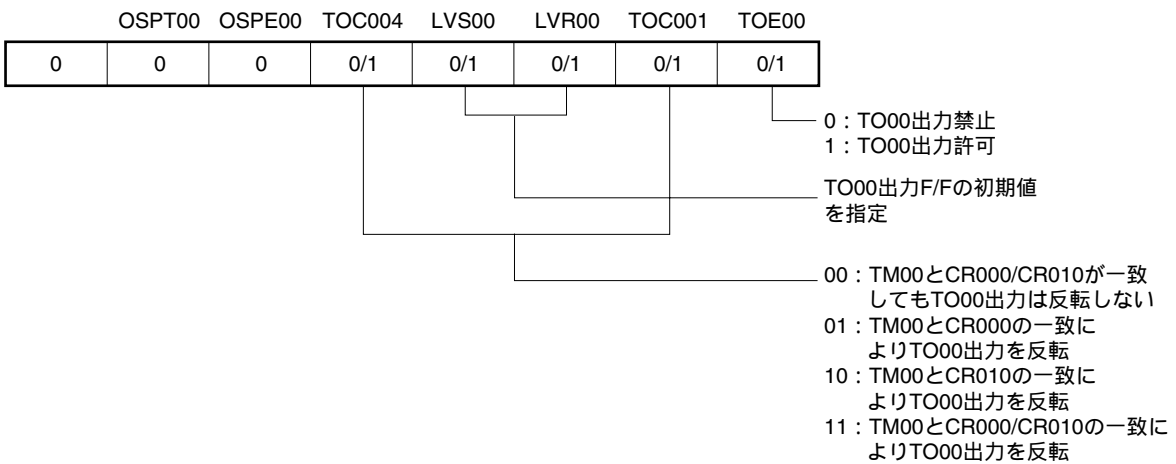 OSPT00 OSPE00 TOC004 LVS00 LVR00 TOC001 TOE00
0 0 0 0/1 0/1 0/1 0/1 0/1
0：TO00出力禁止
1：TO00出力許可
TO00出力F/Fの初期値
を指定
00：TM00とCR000/CR010が一致
してもTO00出力は反転しない
01：TM00とCR000の一致に
よりTO00出力を反転
10：TM00とCR010の一致に
よりTO00出力を反転
11：TM00とCR000/CR010の一致に
よりTO00出力を反転